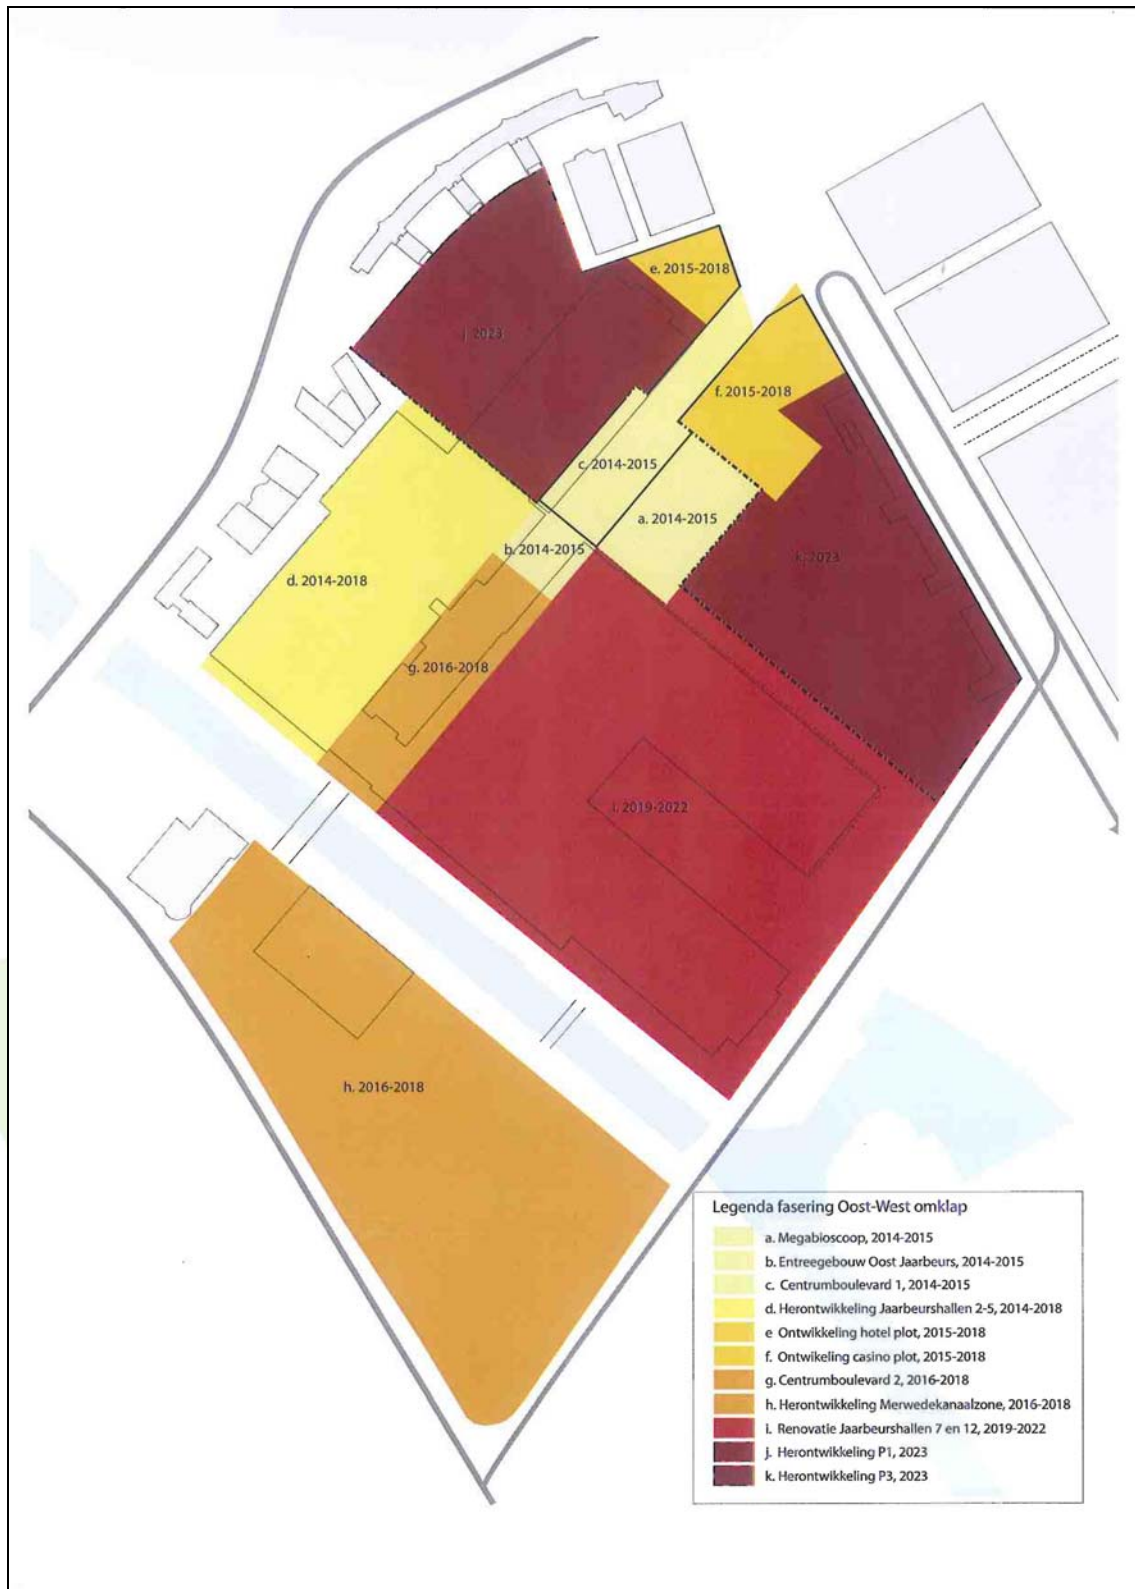 e. 2015-2018
j. 2023
f. 2015-2018
c. 2014-2015
a. 2014-2015
b. 2014-2015
k. 2023
d. 2014-2018
g. 2016-2018
i. 2019-2022
h. 2016-2018
Legenda fasering Oost-West omklap
a. Megabioscoop, 2014-2015
b. Entreegebouw Oost Jaarbeurs, 2014-2015
c. Centrumboulevard 1, 2014-2015
d. Herontwikkeling Jaarbeurshallen 2-5, 2014-2018
e Ontwikkeling hotel plot, 2015-2018
f. Ontwikeling casino plot, 2015-2018
g. Centrumboulevard 2, 2016-2018
h. Herontwikkeling Merwedekanaalzone, 2016-2018
i. Renovatie Jaarbeurshallen 7 en 12, 2019-2022
j. Herontwikkeling P1, 2023
k. Herontwikkeling P3, 2023